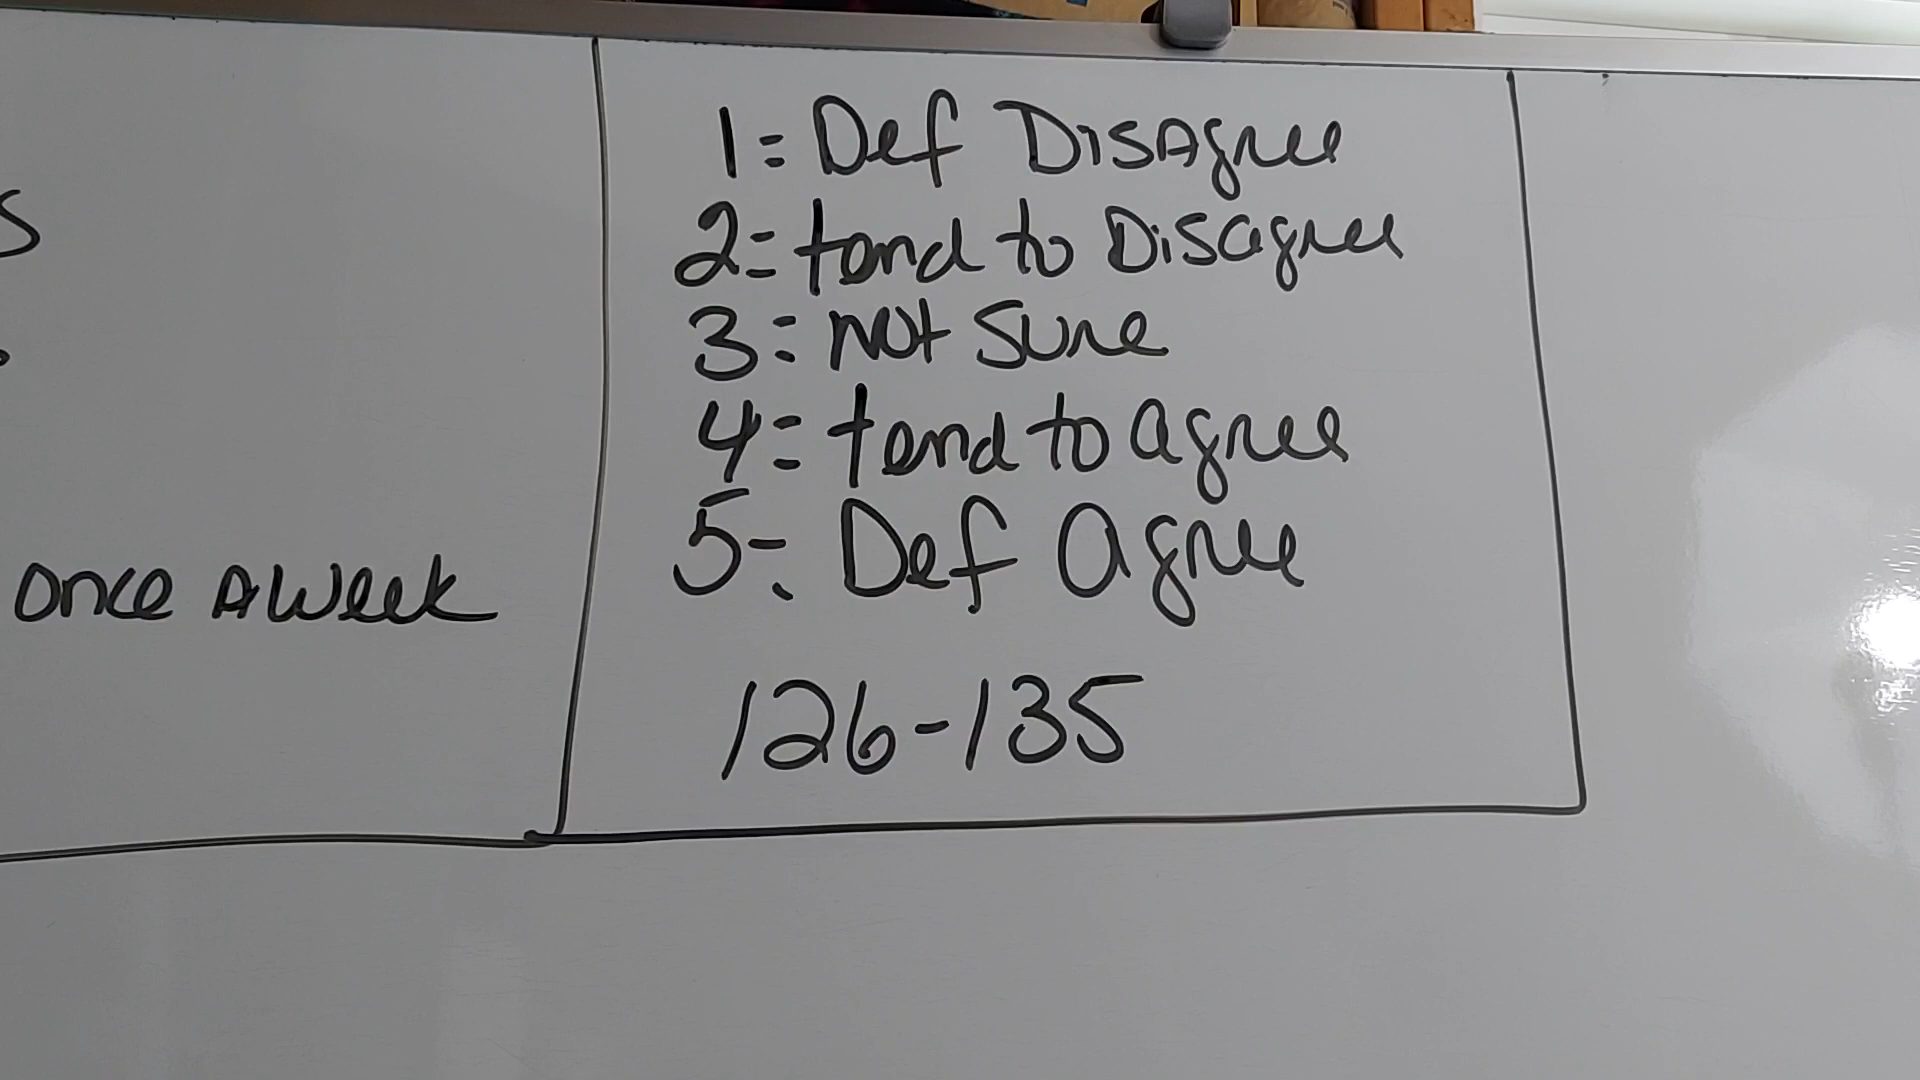 S
once A Week
1= Def DisAgree
2= tend to Disagree
3= not Sure
4= tend to agree
5= Def agree
126-135